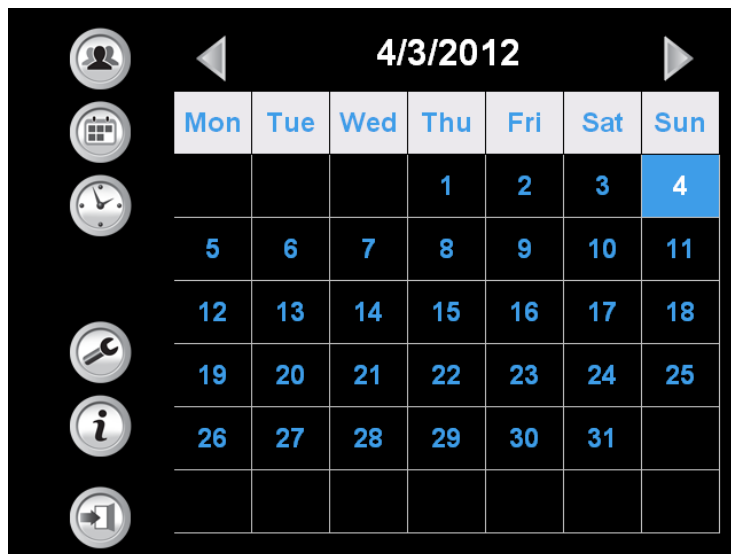 4/3/2012
Mon Tue Wed Thu Fri Sat Sun
1 2 3 4
5 6 7 8 9 10 11
12 13 14 15 16 17 18
19 20 21 22 23 24 25
26 27 28 29 30 31
i